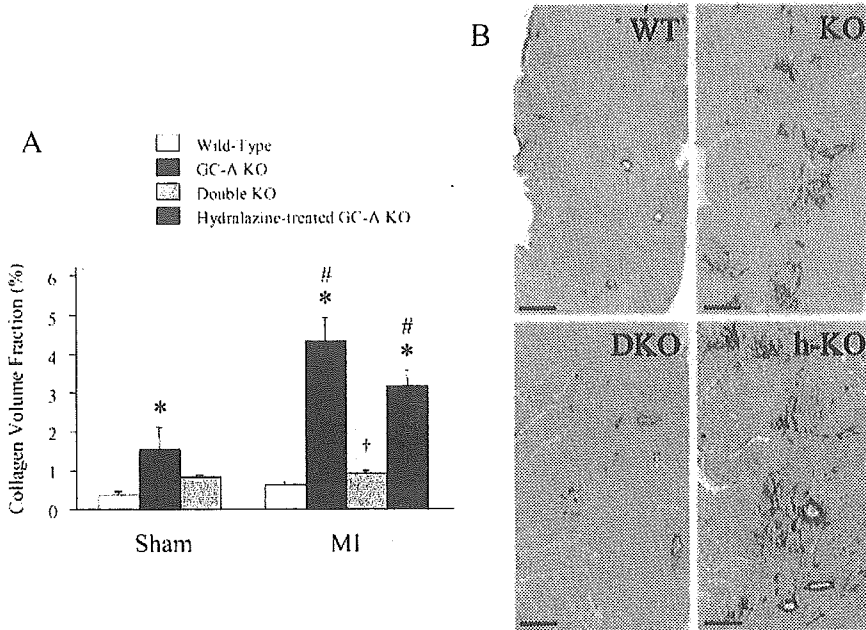 A
Wild-Type
GC-A KO
Double KO
Hydralazine-treated GC-A KO
Collagen Volume Fraction (%)
6
5
4
3
2
1
0
*
#
*
†
#
*
Sham
MI
B
WT
KO
DKO
h-KO